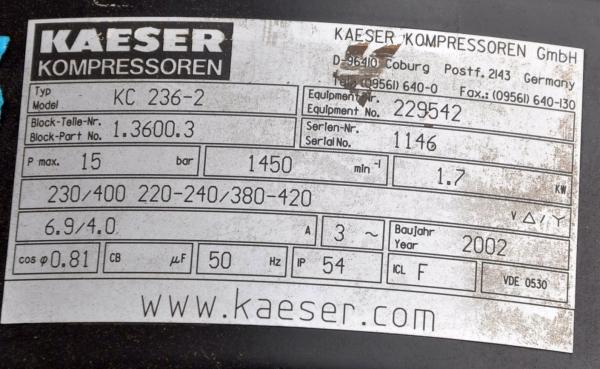 KAESER
KOMPRESSOREN
KAESER KOMPRESSOREN GmbH
D-96410 Coburg Postf. 2143 Germany
Tel.: (09561) 640-0 Fax.: (09561) 640-130
Typ
Model KC 236-2
Equipment-Nr.
Equipment No. 229542
Block-Teile-Nr.
Block-Part No. 1.3600.3
Serien-Nr.
Serial No. 1146
P max. 15 bar 1450 min⁻¹ 1.7 KW
230/400 220-240/380-420 V △ / Y
6.9/4.0 A 3 ~ Baujahr
Year 2002
cos φ 0.81 CB µF 50 Hz IP 54 ICL F VDE 0530
www.kaeser.com